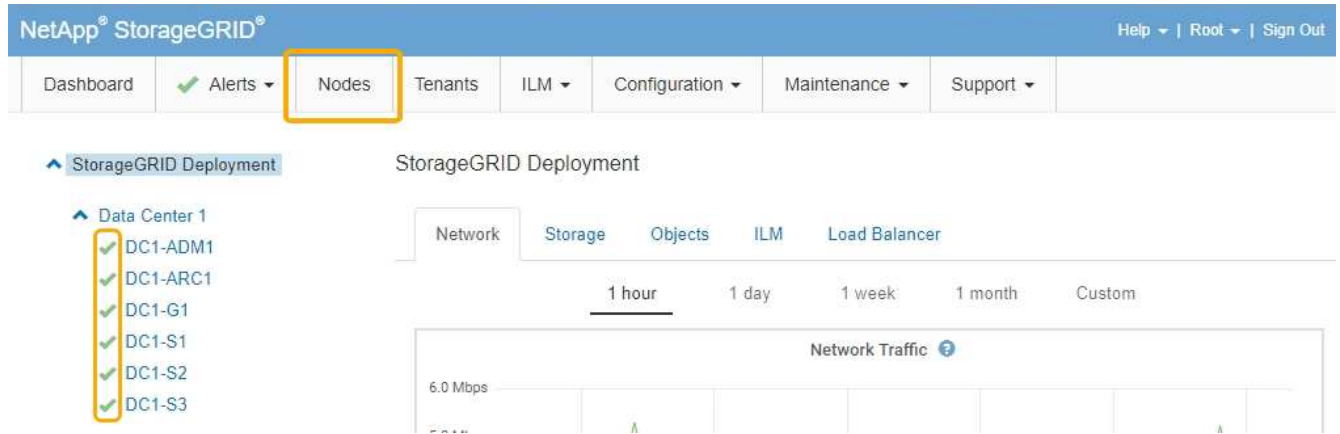 NetApp® StorageGRID®
Help | Root | Sign Out
Dashboard Alerts Nodes Tenants ILM Configuration Maintenance Support
StorageGRID Deployment
StorageGRID Deployment
Data Center 1
Network Storage Objects ILM Load Balancer
DC1-ADM1
DC1-ARC1
1 hour 1 day 1 week 1 month Custom
DC1-G1
DC1-S1
Network Traffic
DC1-S2
6.0 Mbps
DC1-S3